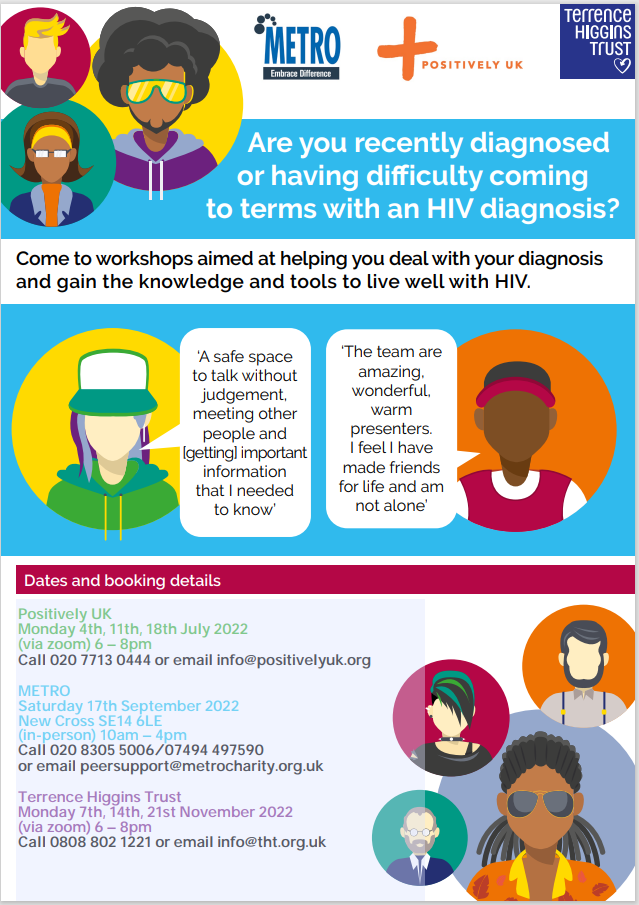 METRO
Embrace Difference
POSITIVELY UK
TERRENCE
HIGGINS
TRUST
Are you recently diagnosed
or having difficulty coming
to terms with an HIV diagnosis?
Come to workshops aimed at helping you deal with your diagnosis
and gain the knowledge and tools to live well with HIV.
‘A safe space
to talk without
judgement,
meeting other
people and
[getting] important
information
that I needed
to know’
‘The team are
amazing,
wonderful,
warm
presenters.
I feel I have
made friends
for life and am
not alone’
Dates and booking details
Positively UK
Monday 4th, 11th, 18th July 2022
(via zoom) 6 – 8pm
Call 020 7713 0444 or email info@positivelyuk.org
METRO
Saturday 17th September 2022
New Cross SE14 6LE
(in-person) 10am – 4pm
Call 020 8305 5006/07494 497590
or email peersupport@metrocharity.org.uk
Terrence Higgins Trust
Monday 7th, 14th, 21st November 2022
(via zoom) 6 – 8pm
Call 0808 802 1221 or email info@tht.org.uk